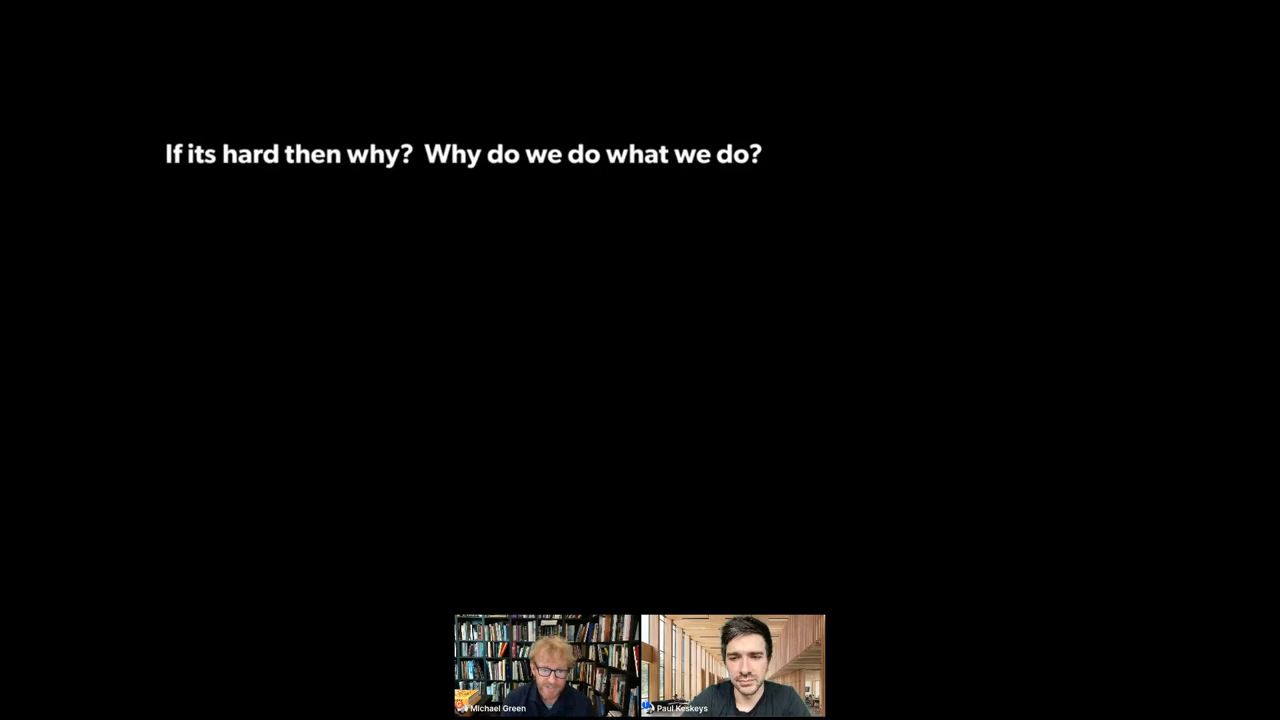 If its hard then why?  Why do we do what we do?
Michael Green
Paul Keskeys